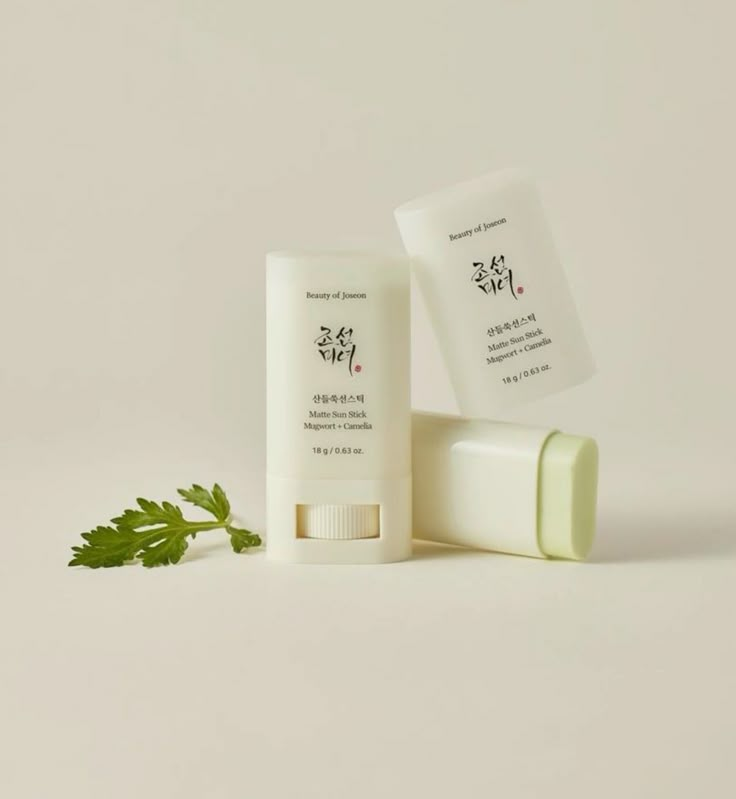 Beauty of Joseon
조선
미녀
산들쑥선스틱
Matte Sun Stick
Mugwort + Camelia
18 g / 0.63 oz.
Beauty of Joseon
조선
미녀
산들쑥선스틱
Matte Sun Stick
Mugwort + Camelia
18 g / 0.63 oz.